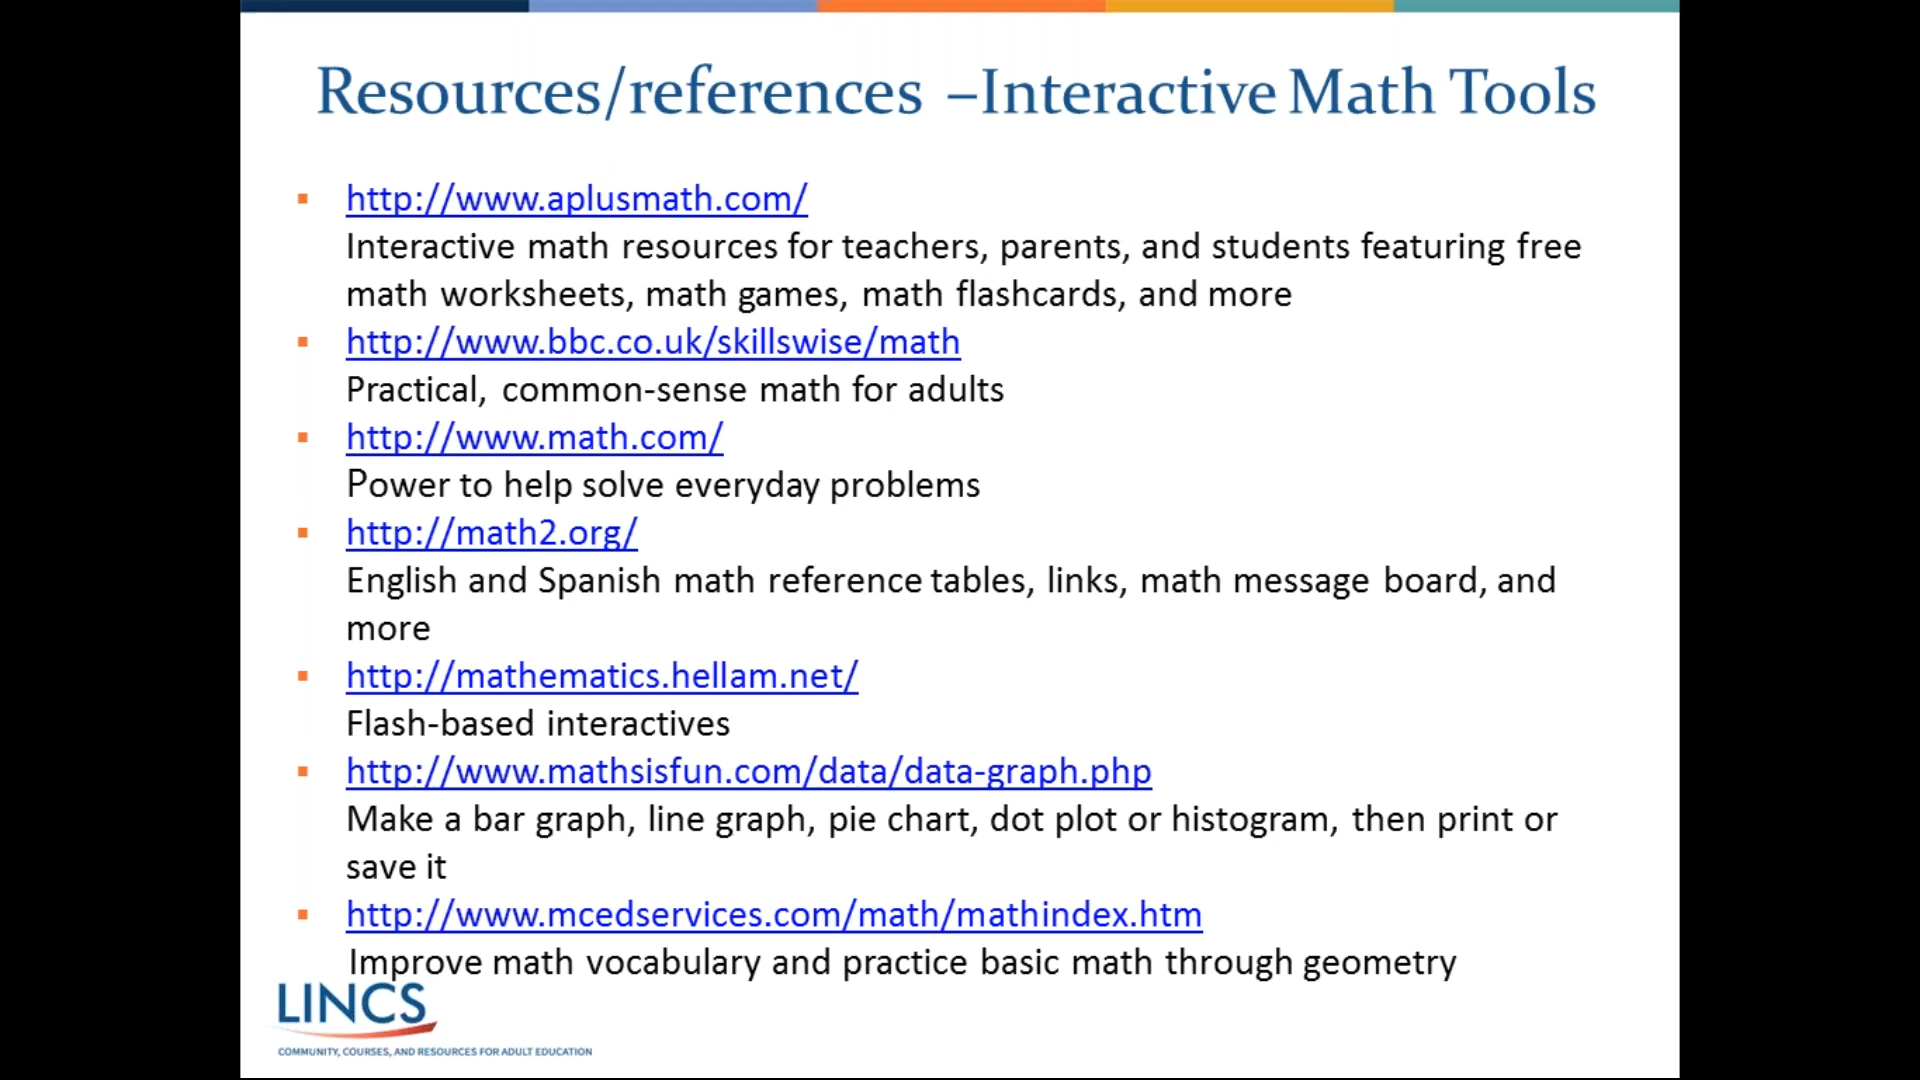 Resources/references –Interactive Math Tools
http://www.aplusmath.com/
Interactive math resources for teachers, parents, and students featuring free
math worksheets, math games, math flashcards, and more
http://www.bbc.co.uk/skillswise/math
Practical, common-sense math for adults
http://www.math.com/
Power to help solve everyday problems
http://math2.org/
English and Spanish math reference tables, links, math message board, and
more
http://mathematics.hellam.net/
Flash-based interactives
http://www.mathsisfun.com/data/data-graph.php
Make a bar graph, line graph, pie chart, dot plot or histogram, then print or
save it
http://www.mcedservices.com/math/mathindex.htm
Improve math vocabulary and practice basic math through geometry
LINCS
COMMUNITY, COURSES, AND RESOURCES FOR ADULT EDUCATION